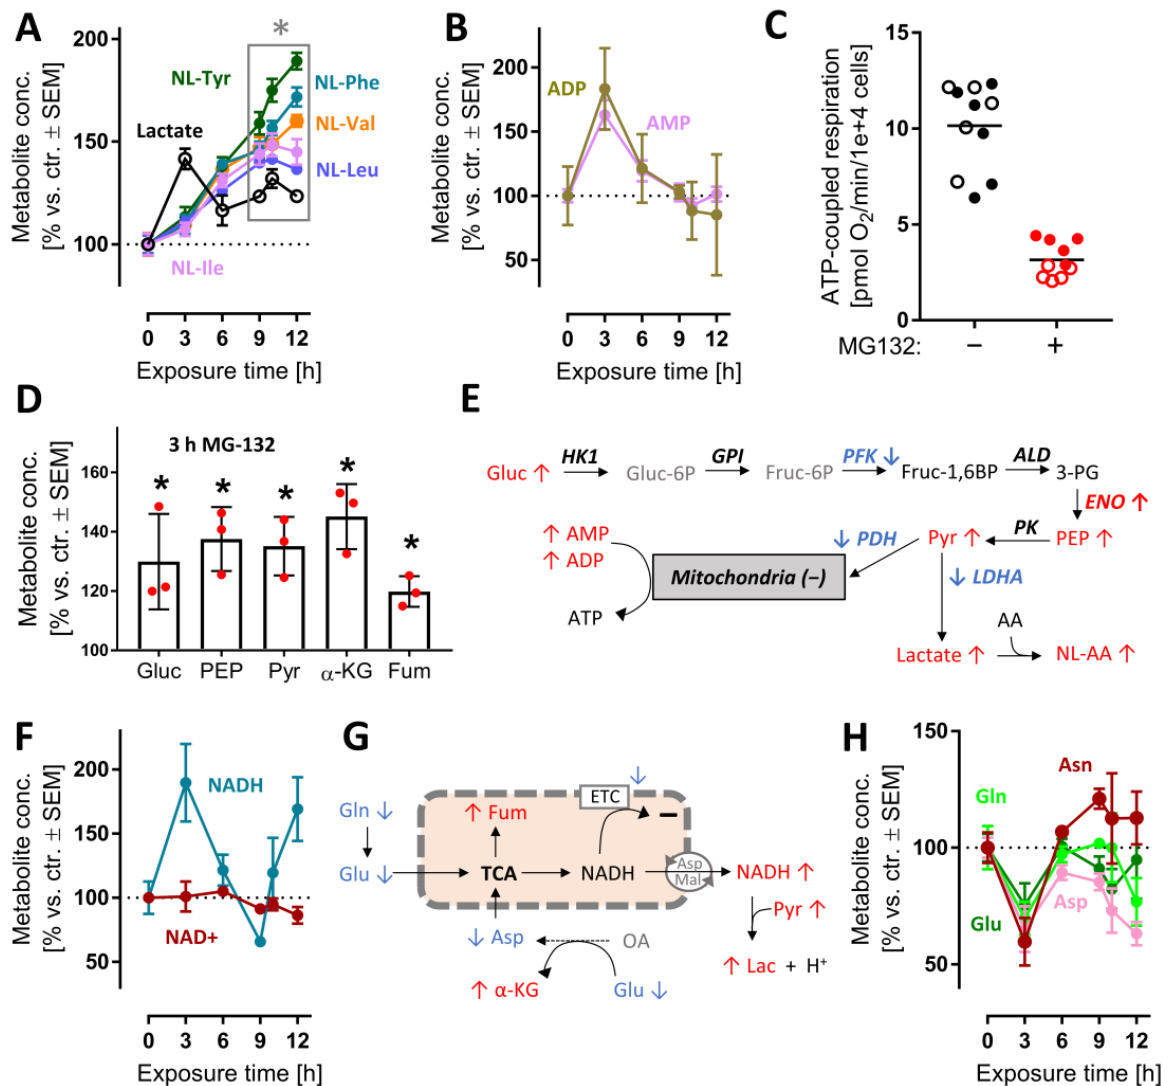 A
Metabolite conc.
[% vs. ctr. ± SEM]
200
150
100
*
NL-Tyr
NL-Phe
NL-Val
Lactate
NL-Leu
NL-Ile
0 3 6 9 12
Exposure time [h]
B
Metabolite conc.
[% vs. ctr. ± SEM]
200
150
100
50
ADP
AMP
0 3 6 9 12
Exposure time [h]
C
ATP-coupled respiration
[pmol O₂/min/1e+4 cells]
15
10
5
0
MG132: − +
D
3 h MG-132
Metabolite conc.
[% vs. ctr. ± SEM]
160
140
120
100
* * * * *
Gluc PEP Pyr α-KG Fum
E
HK1 GPI PFK ↓ ALD
Gluc ↑ Gluc-6P Fruc-6P Fruc-1,6BP 3-PG
ENO ↑
↑ AMP
↑ ADP
↓ PDH Pyr ↑ PK PEP ↑
Mitochondria (−)
↓ LDHA
ATP
AA
Lactate ↑ NL-AA ↑
F
Metabolite conc.
[% vs. ctr. ± SEM]
200
150
100
50
NADH
NAD+
0 3 6 9 12
Exposure time [h]
G
↓
ETC
−
Gln ↓
↑ Fum
Glu ↓
TCA
NADH
Asp
Mal
NADH ↑
Pyr ↑
↓ Asp
OA
↑ Lac + H⁺
↑ α-KG
Glu ↓
H
Metabolite conc.
[% vs. ctr. ± SEM]
150
100
50
Asn
Gln
Glu
Asp
0 3 6 9 12
Exposure time [h]